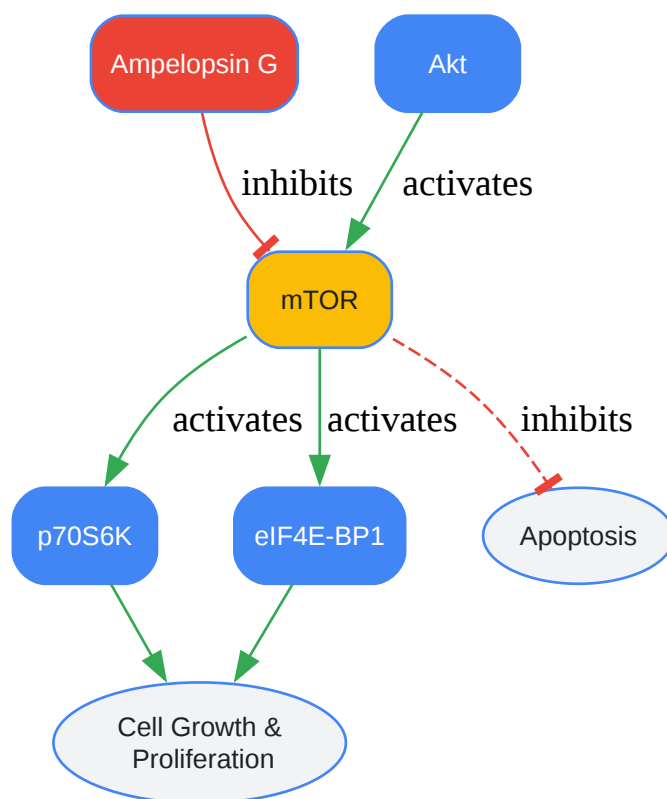 Ampelopsin G
Akt
inhibits
activates
mTOR
activates
activates
inhibits
p70S6K
eIF4E-BP1
Apoptosis
Cell Growth &
Proliferation